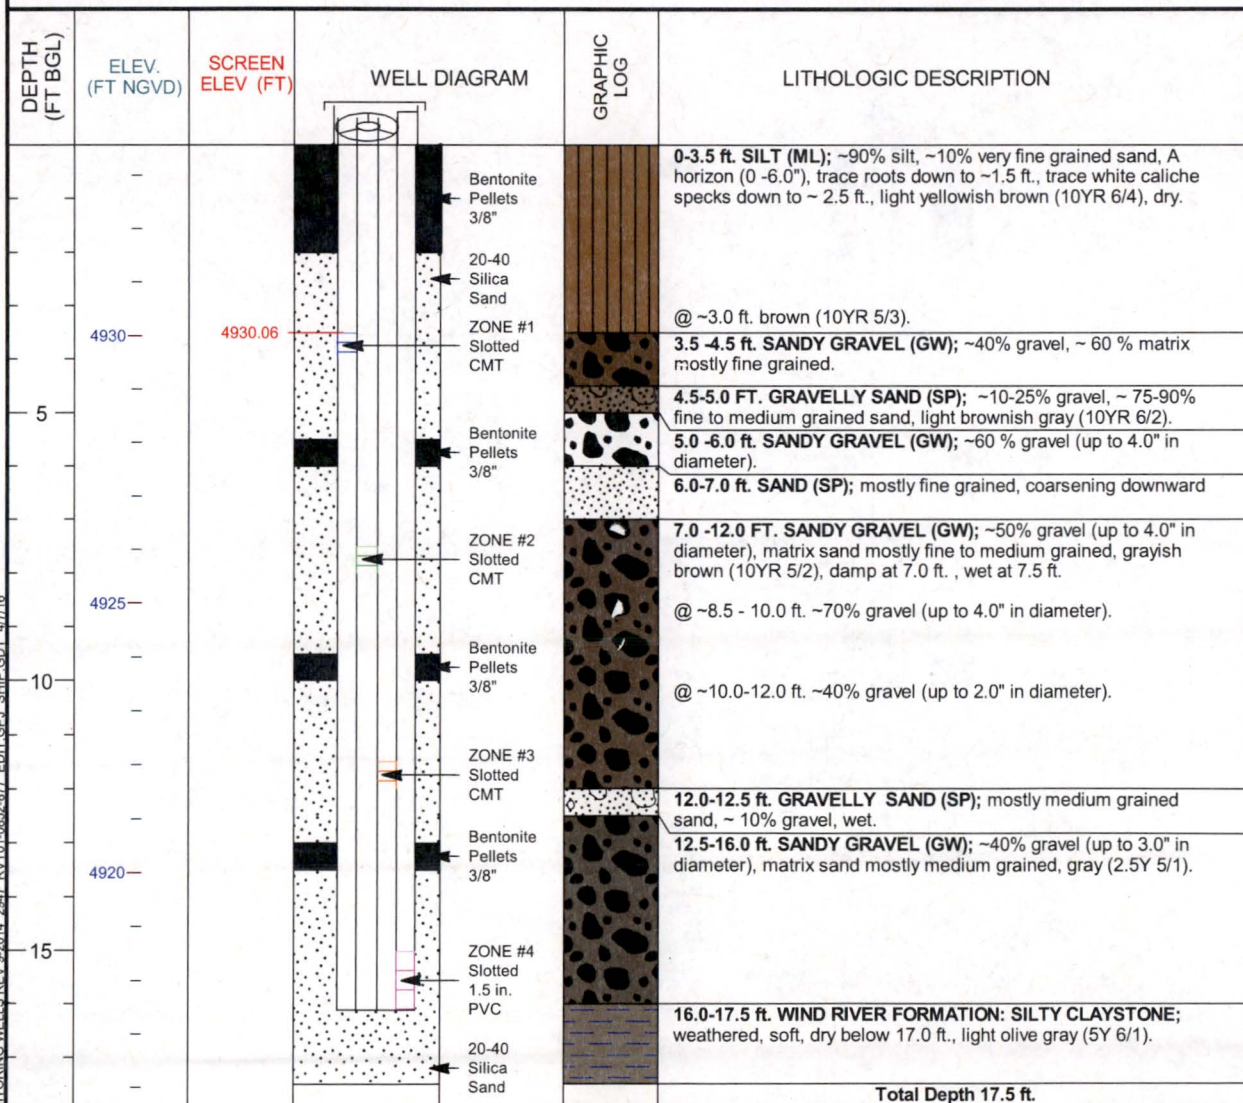 DEPTH
(FT BGL)
ELEV.
(FT NGVD)
SCREEN
ELEV (FT)
WELL DIAGRAM
GRAPHIC
LOG
LITHOLOGIC DESCRIPTION
Bentonite
Pellets
3/8"
20-40
Silica
Sand
4930
4930.06
ZONE #1
Slotted
CMT
5
Bentonite
Pellets
3/8"
ZONE #2
Slotted
CMT
4925
Bentonite
Pellets
3/8"
10
ZONE #3
Slotted
CMT
Bentonite
Pellets
3/8"
4920
15
ZONE #4
Slotted
1.5 in.
PVC
20-40
Silica
Sand
0-3.5 ft. SILT (ML); ~90% silt, ~10% very fine grained sand, A
horizon (0 -6.0"), trace roots down to ~1.5 ft., trace white caliche
specks down to ~ 2.5 ft., light yellowish brown (10YR 6/4), dry.
@ ~3.0 ft. brown (10YR 5/3).
3.5 -4.5 ft. SANDY GRAVEL (GW); ~40% gravel, ~ 60 % matrix
mostly fine grained.
4.5-5.0 FT. GRAVELLY SAND (SP); ~10-25% gravel, ~ 75-90%
fine to medium grained sand, light brownish gray (10YR 6/2).
5.0 -6.0 ft. SANDY GRAVEL (GW); ~60 % gravel (up to 4.0" in
diameter).
6.0-7.0 ft. SAND (SP); mostly fine grained, coarsening downward
7.0 -12.0 FT. SANDY GRAVEL (GW); ~50% gravel (up to 4.0" in
diameter), matrix sand mostly fine to medium grained, grayish
brown (10YR 5/2), damp at 7.0 ft. , wet at 7.5 ft.
@ ~8.5 - 10.0 ft. ~70% gravel (up to 4.0" in diameter).
@ ~10.0-12.0 ft. ~40% gravel (up to 2.0" in diameter).
12.0-12.5 ft. GRAVELLY SAND (SP); mostly medium grained
sand, ~ 10% gravel, wet.
12.5-16.0 ft. SANDY GRAVEL (GW); ~40% gravel (up to 3.0" in
diameter), matrix sand mostly medium grained, gray (2.5Y 5/1).
16.0-17.5 ft. WIND RIVER FORMATION: SILTY CLAYSTONE;
weathered, soft, dry below 17.0 ft., light olive gray (5Y 6/1).
Total Depth 17.5 ft.